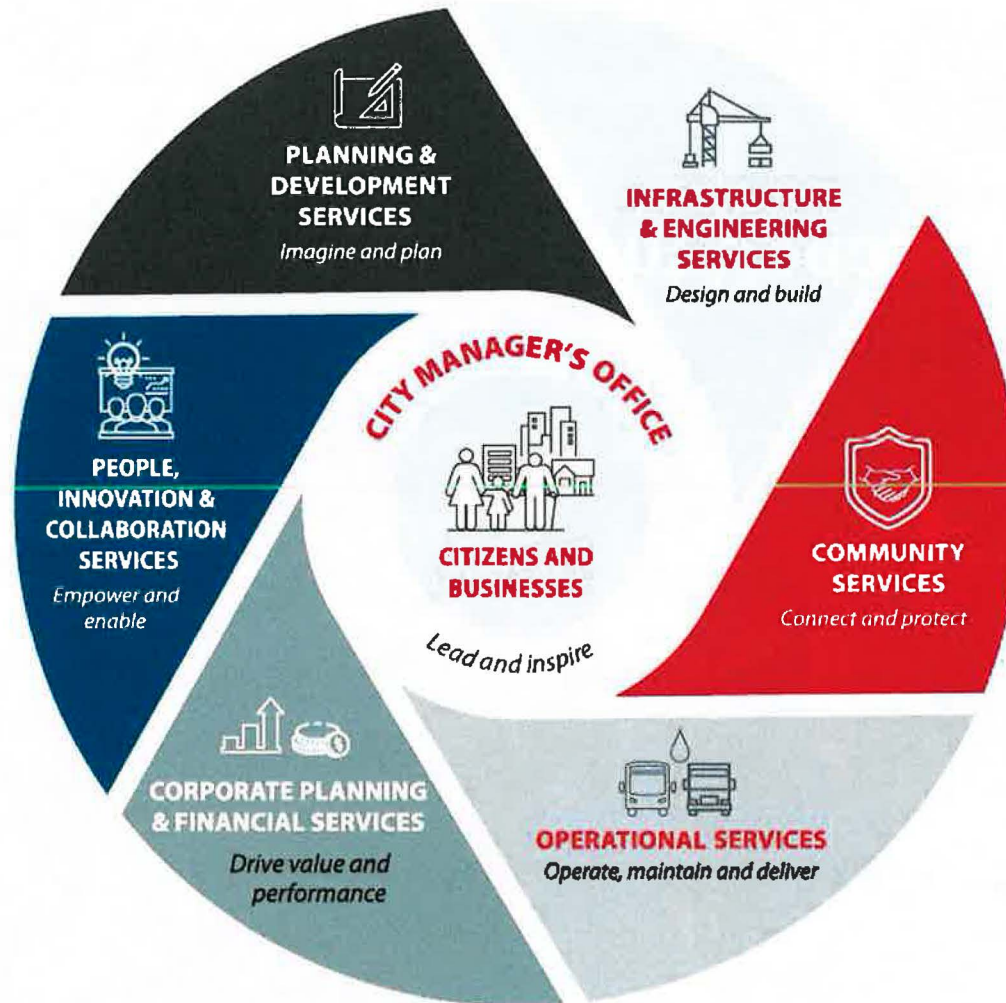 PLANNING &
DEVELOPMENT
SERVICES
Imagine and plan
INFRASTRUCTURE
& ENGINEERING
SERVICES
Design and build
COMMUNITY
SERVICES
Connect and protect
OPERATIONAL SERVICES
Operate, maintain and deliver
CORPORATE PLANNING
& FINANCIAL SERVICES
Drive value and
performance
PEOPLE,
INNOVATION &
COLLABORATION
SERVICES
Empower and
enable
CITY MANAGER'S OFFICE
CITIZENS AND
BUSINESSES
Lead and inspire